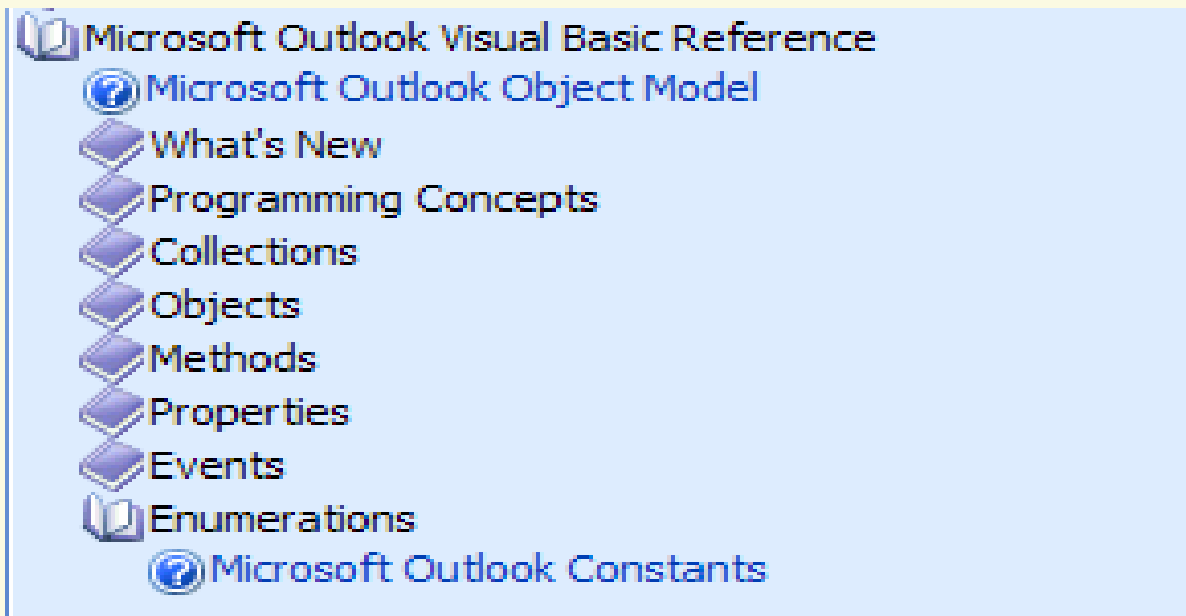 Microsoft Outlook Visual Basic Reference
Microsoft Outlook Object Model
What's New
Programming Concepts
Collections
Objects
Methods
Properties
Events
Enumerations
Microsoft Outlook Constants